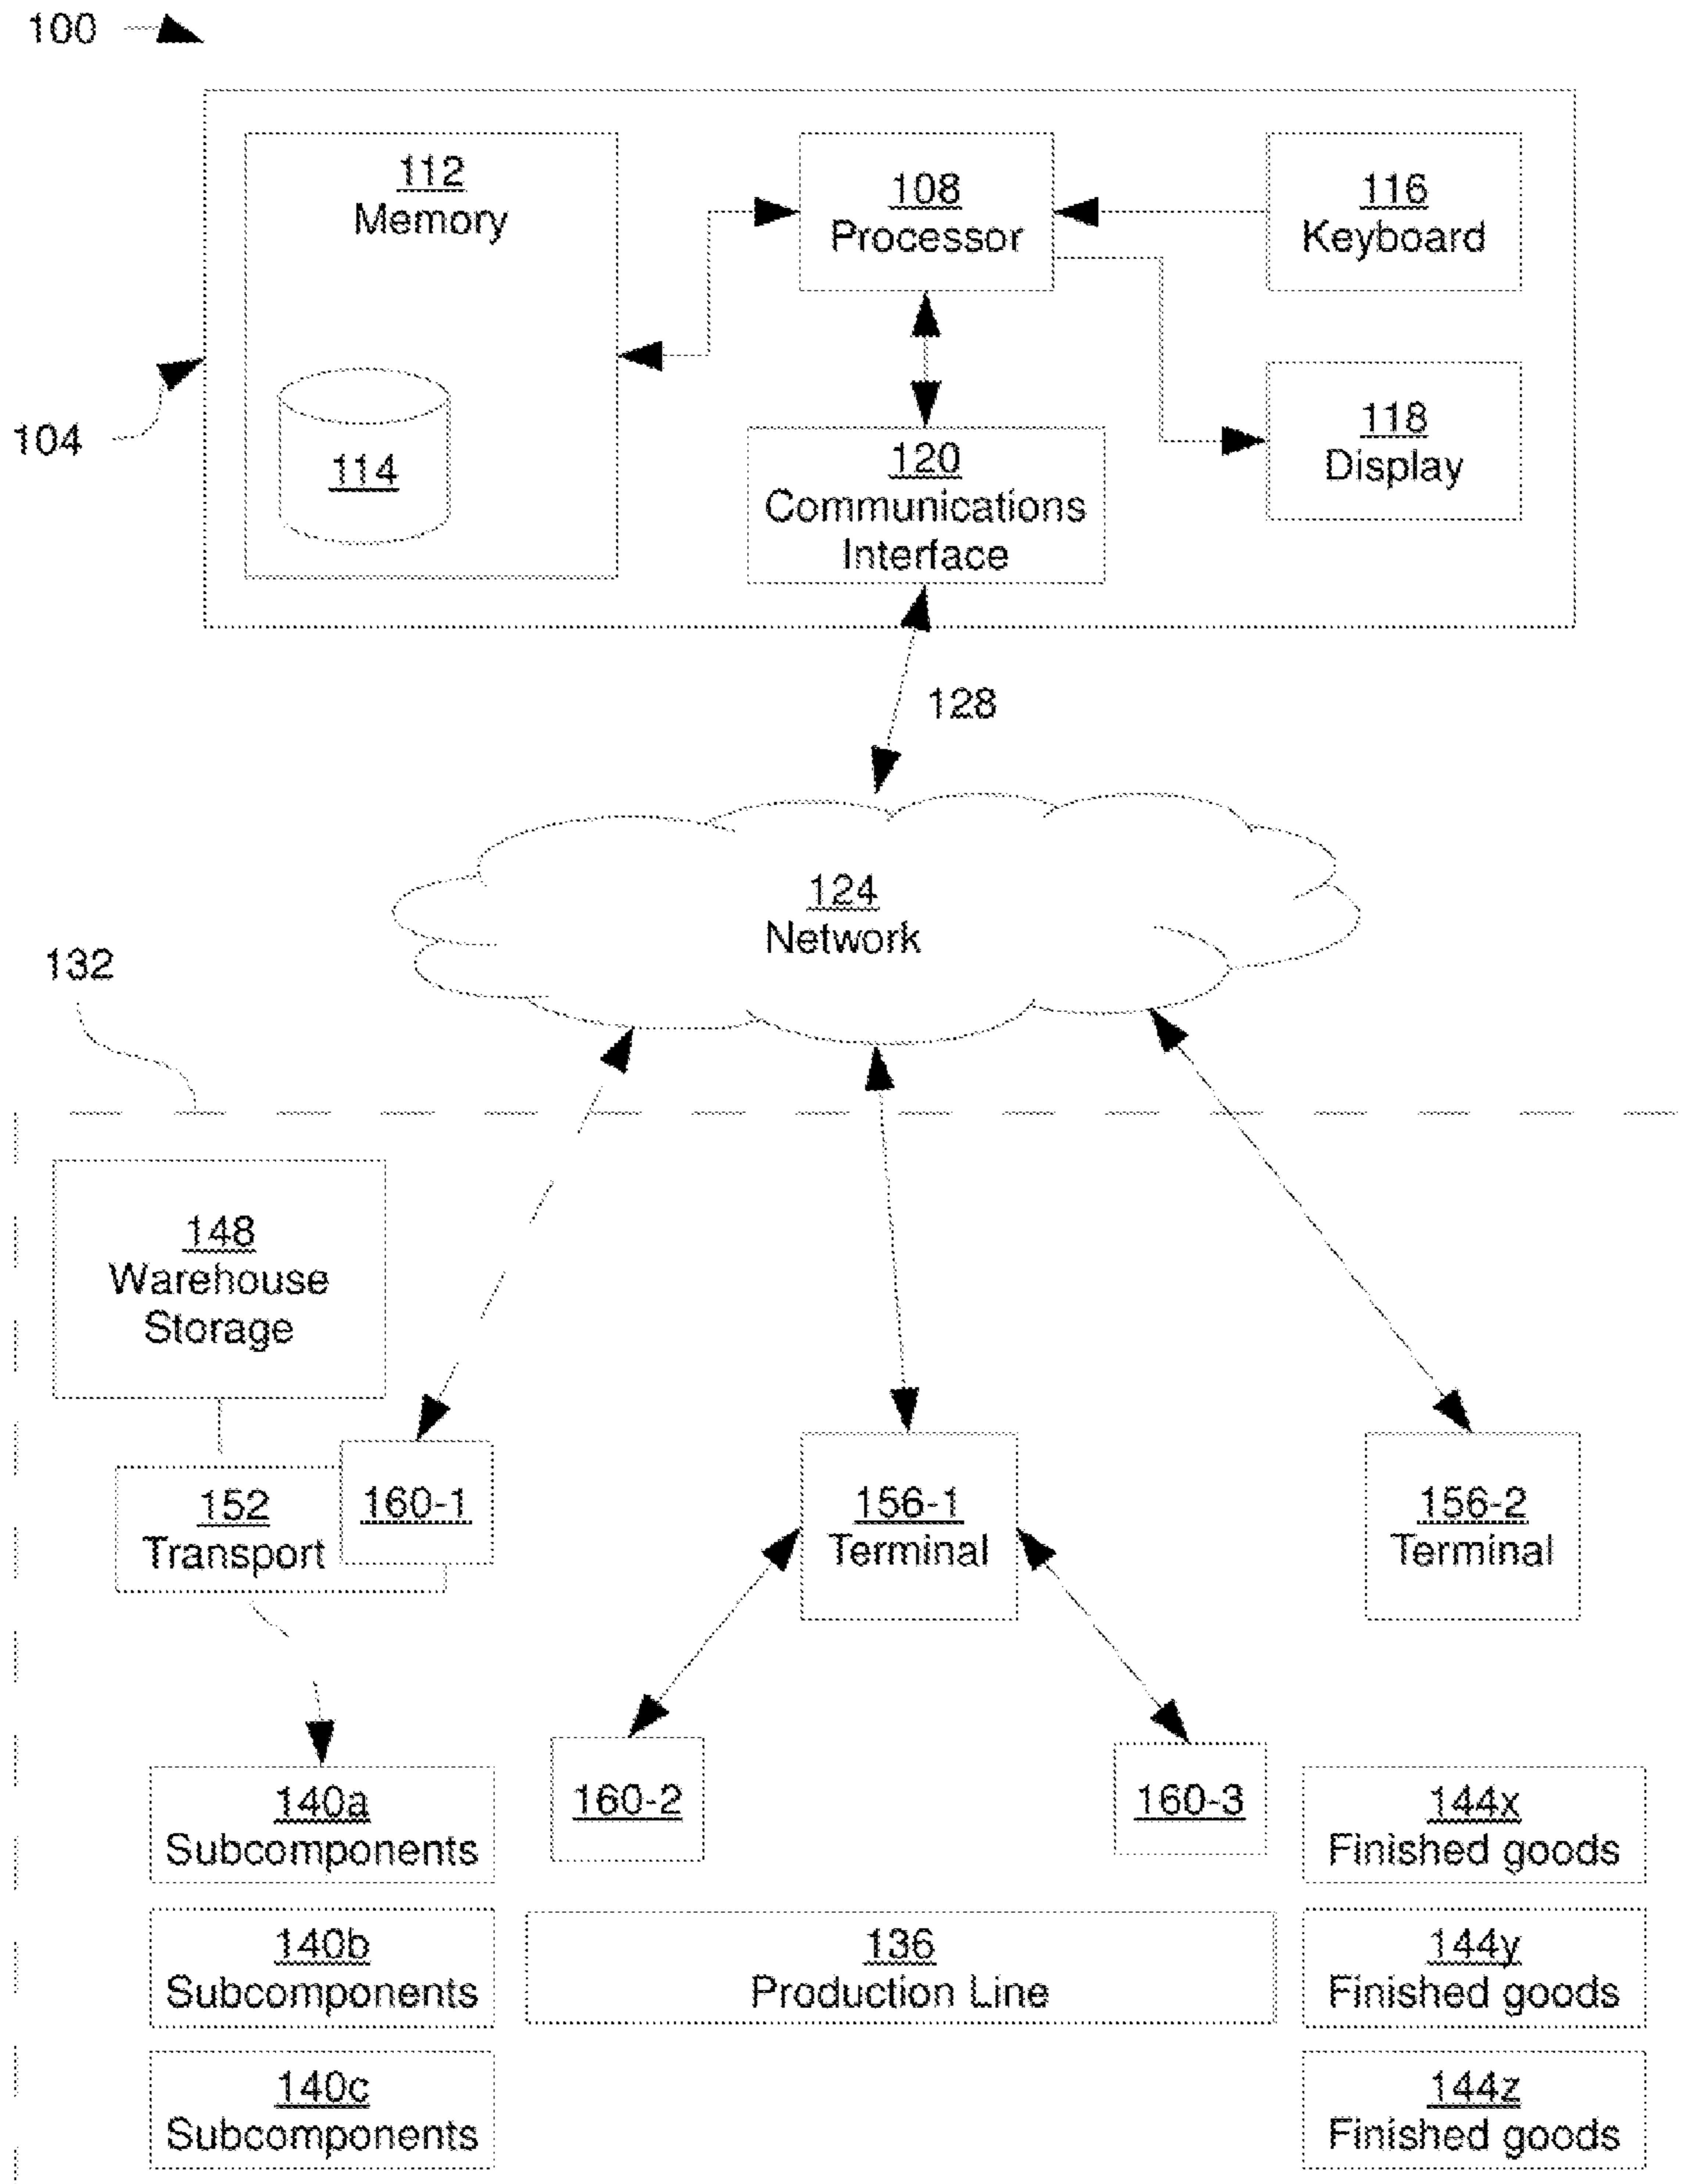 100
112
Memory
108
Processor
116
Keyboard
104
114
120
Communications
Interface
118
Display
128
124
Network
132
148
Warehouse
Storage
152
Transport
160-1
156-1
Terminal
156-2
Terminal
140a
Subcomponents
160-2
160-3
144x
Finished goods
140b
Subcomponents
136
Production Line
144y
Finished goods
140c
Subcomponents
144z
Finished goods